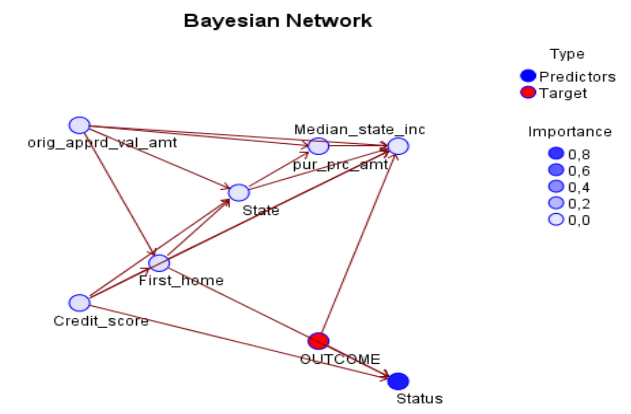 Bayesian Network
Type
Predictors
Target
Importance
0,8
0,6
0,4
0,2
0,0
orig_apprd_val_amt
Median_state_inc
pur_prc_amt
State
First_home
Credit_score
OUTCOME
Status